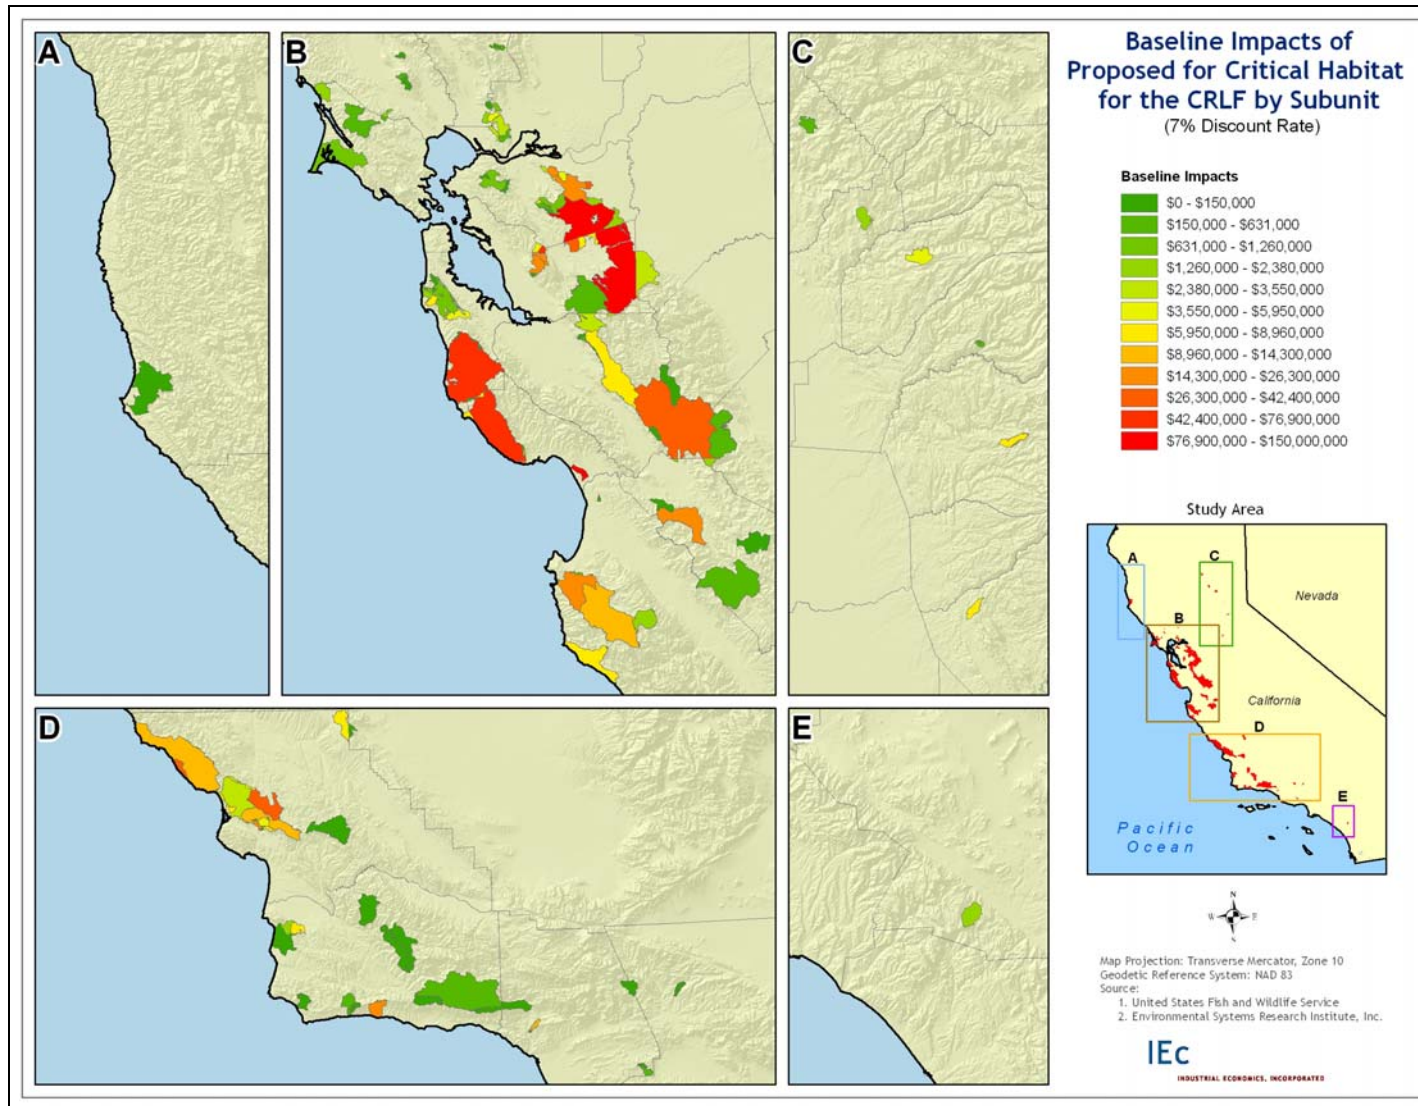 A
B
C
D
E
Baseline Impacts of
Proposed for Critical Habitat
for the CRLF by Subunit
(7% Discount Rate)
Baseline Impacts
$0 - $150,000
$150,000 - $631,000
$631,000 - $1,260,000
$1,260,000 - $2,380,000
$2,380,000 - $3,550,000
$3,550,000 - $5,950,000
$5,950,000 - $8,960,000
$8,960,000 - $14,300,000
$14,300,000 - $26,300,000
$26,300,000 - $42,400,000
$42,400,000 - $76,900,000
$76,900,000 - $150,000,000
Study Area
A
C
Nevada
B
California
D
E
Pacific
Ocean
N
W E
S
Map Projection: Transverse Mercator, Zone 10
Geodetic Reference System: NAD 83
Source:
1. United States Fish and Wildlife Service
2. Environmental Systems Research Institute, Inc.
IEc
INDUSTRIAL ECONOMICS, INCORPORATED